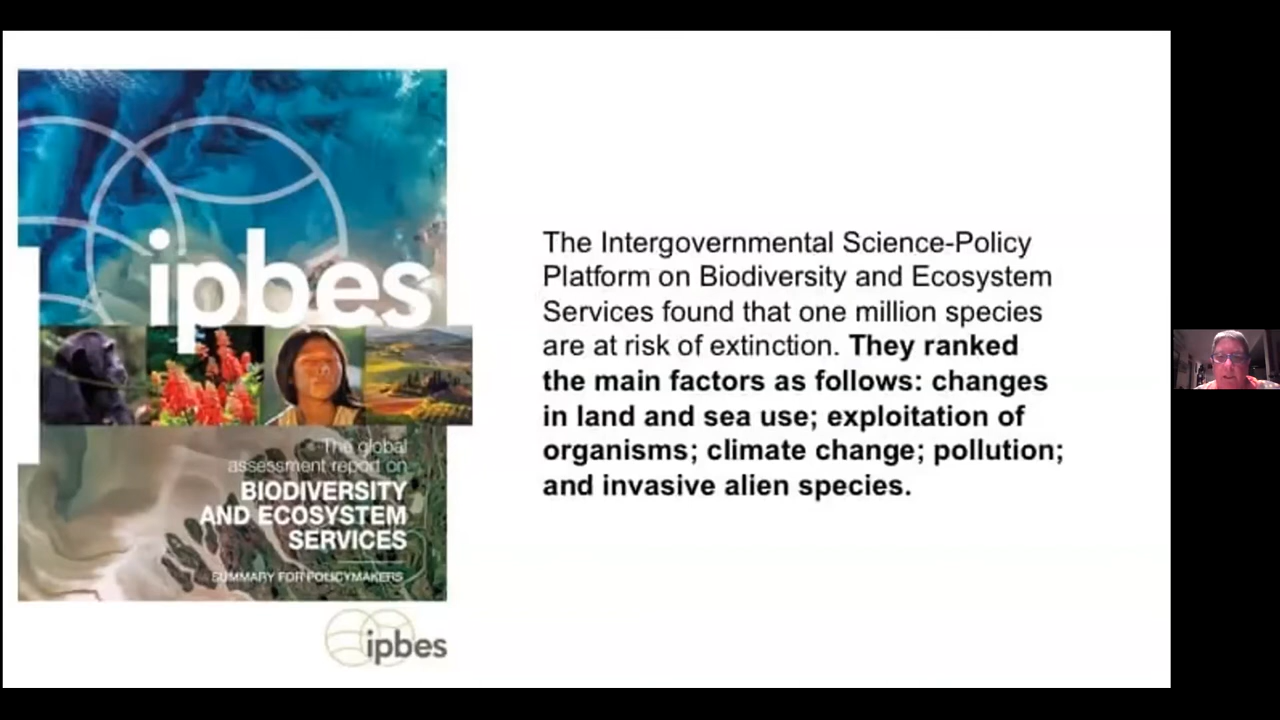 ipbes
The global
assessment report on
BIODIVERSITY
AND ECOSYSTEM
SERVICES
SUMMARY FOR POLICYMAKERS
ipbes
The Intergovernmental Science-Policy
Platform on Biodiversity and Ecosystem
Services found that one million species
are at risk of extinction. They ranked
the main factors as follows: changes
in land and sea use; exploitation of
organisms; climate change; pollution;
and invasive alien species.